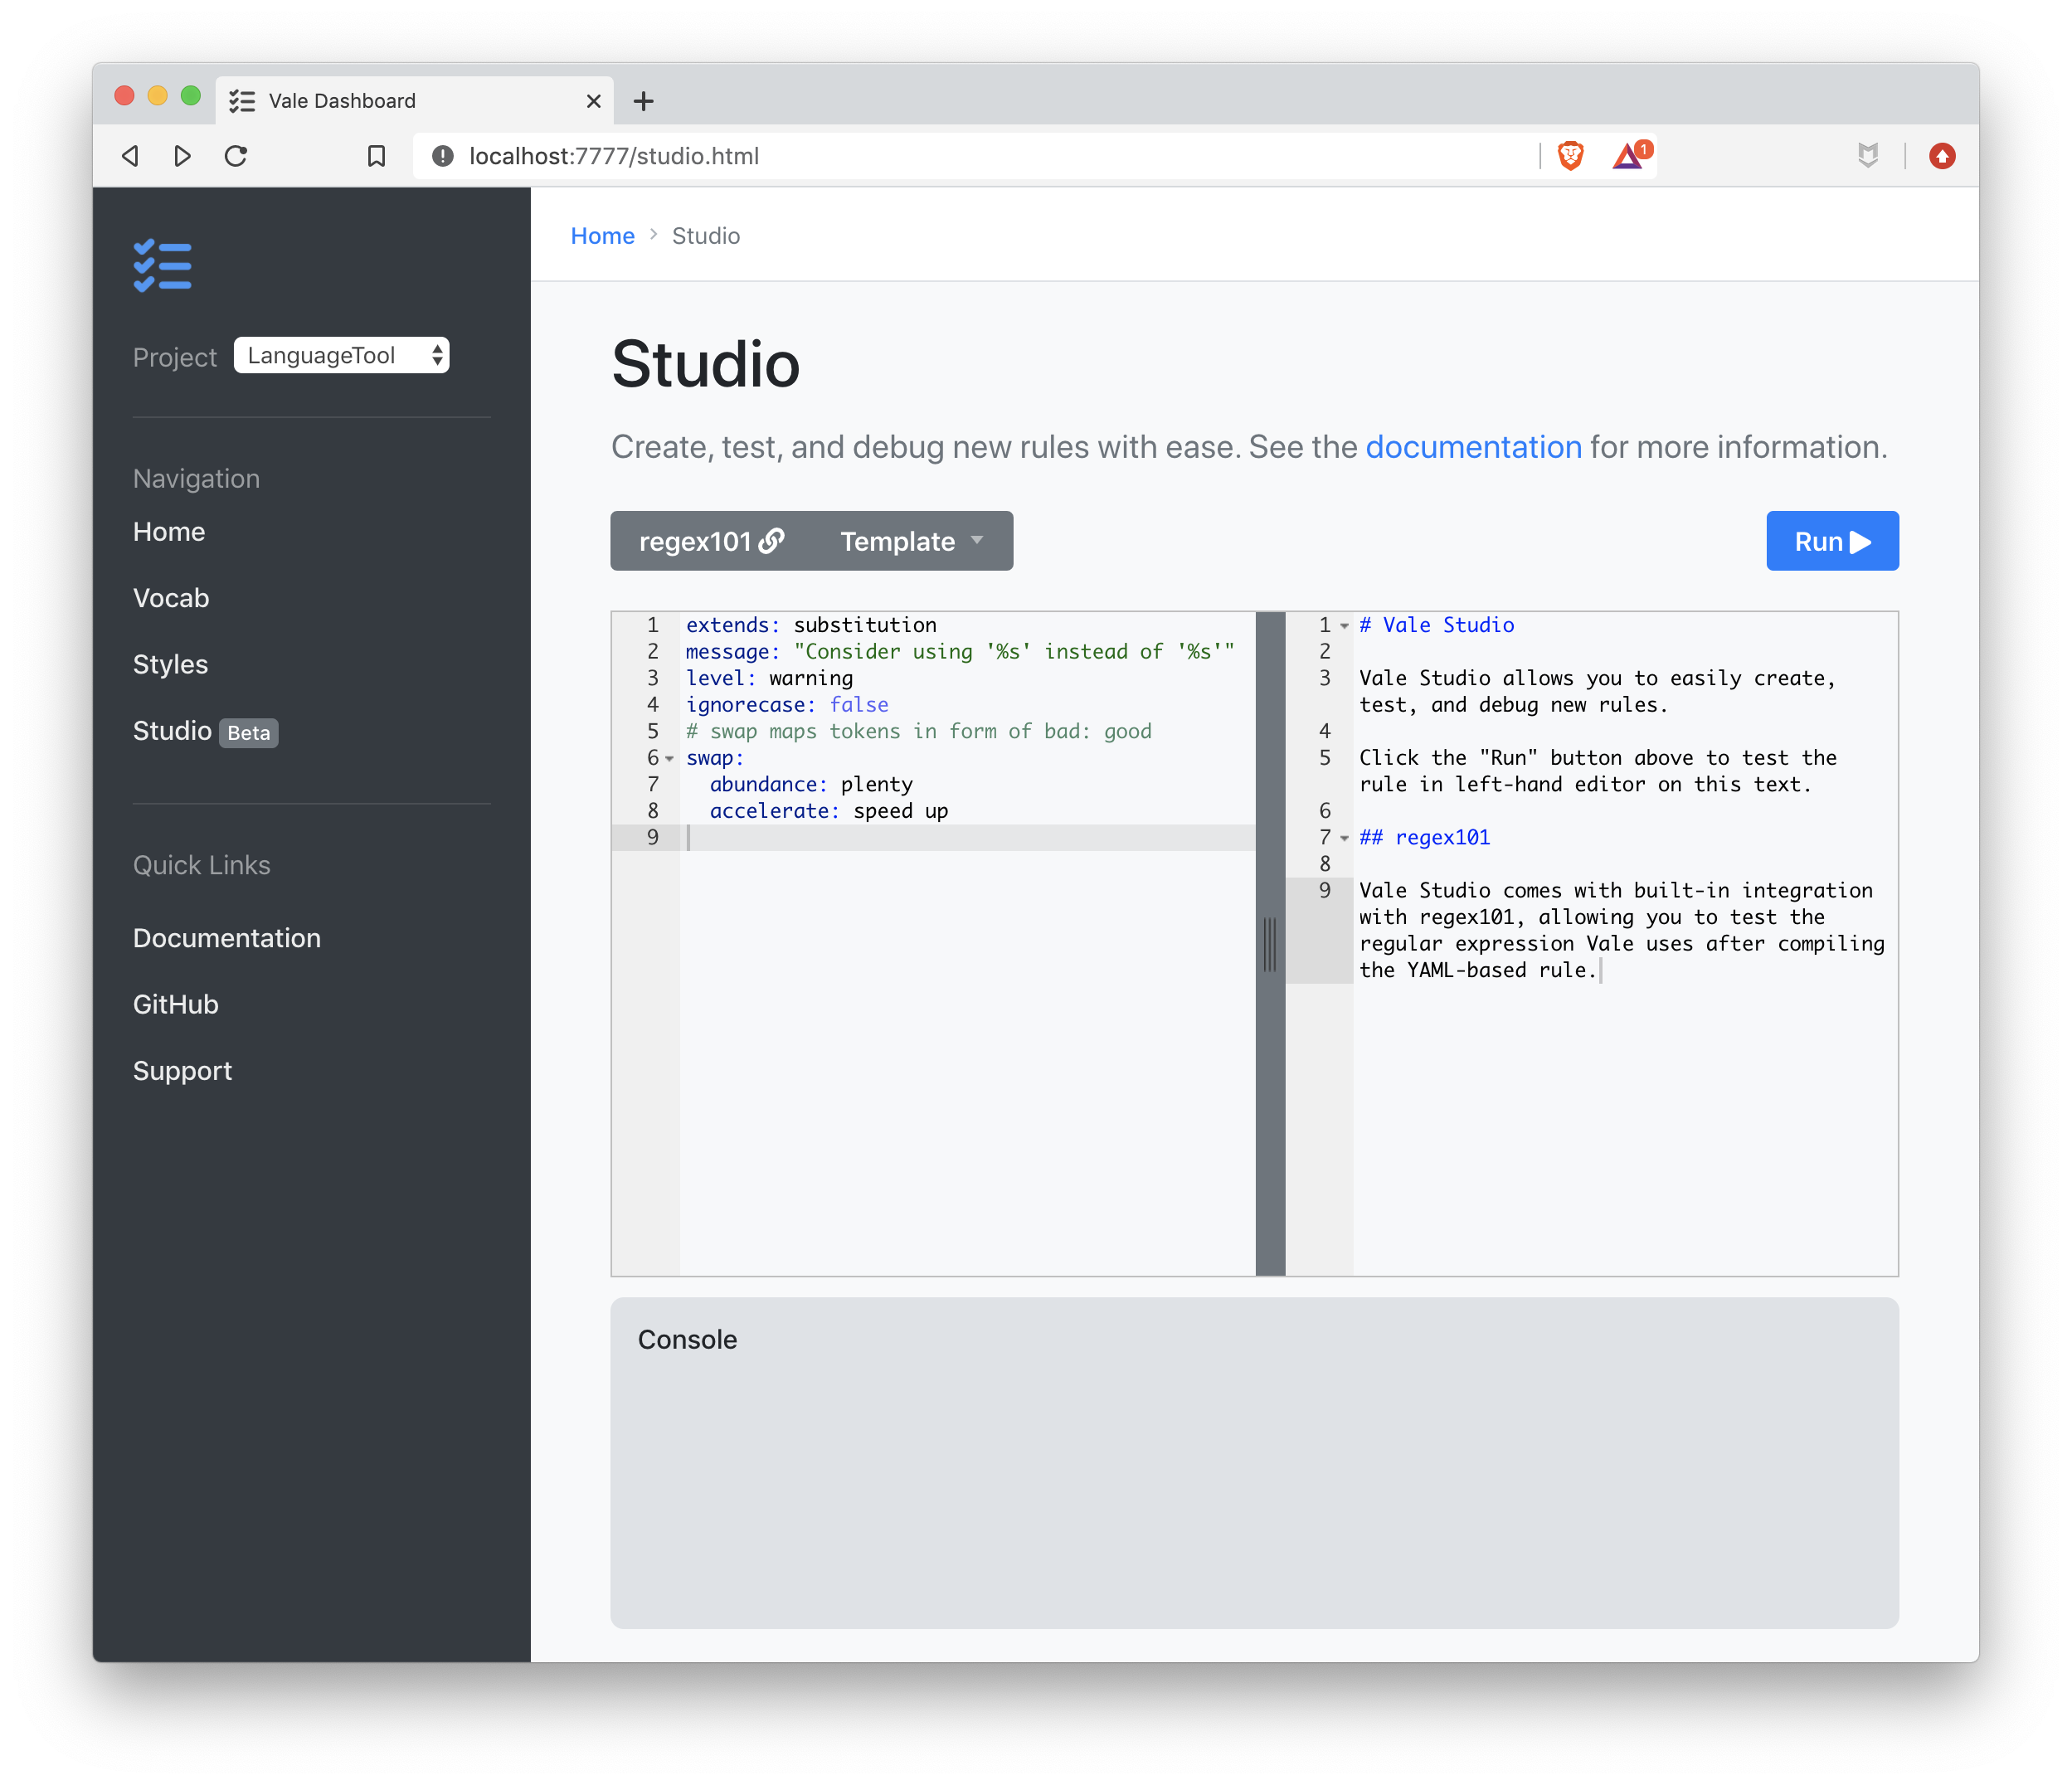 Vale Dashboard
localhost:7777/studio.html
1
Project LanguageTool
Navigation
Home
Vocab
Styles
Studio Beta
Quick Links
Documentation
GitHub
Support
Home > Studio
Studio
Create, test, and debug new rules with ease. See the documentation for more information.
regex101 Template
Run
1 extends: substitution
2 message: "Consider using '%s' instead of '%s'"
3 level: warning
4 ignorecase: false
5 # swap maps tokens in form of bad: good
6 swap:
7 abundance: plenty
8 accelerate: speed up
9
1 # Vale Studio
2
3 Vale Studio allows you to easily create,
test, and debug new rules.
4
5 Click the "Run" button above to test the
rule in left-hand editor on this text.
6
7 ## regex101
8
9 Vale Studio comes with built-in integration
with regex101, allowing you to test the
regular expression Vale uses after compiling
the YAML-based rule.
Console